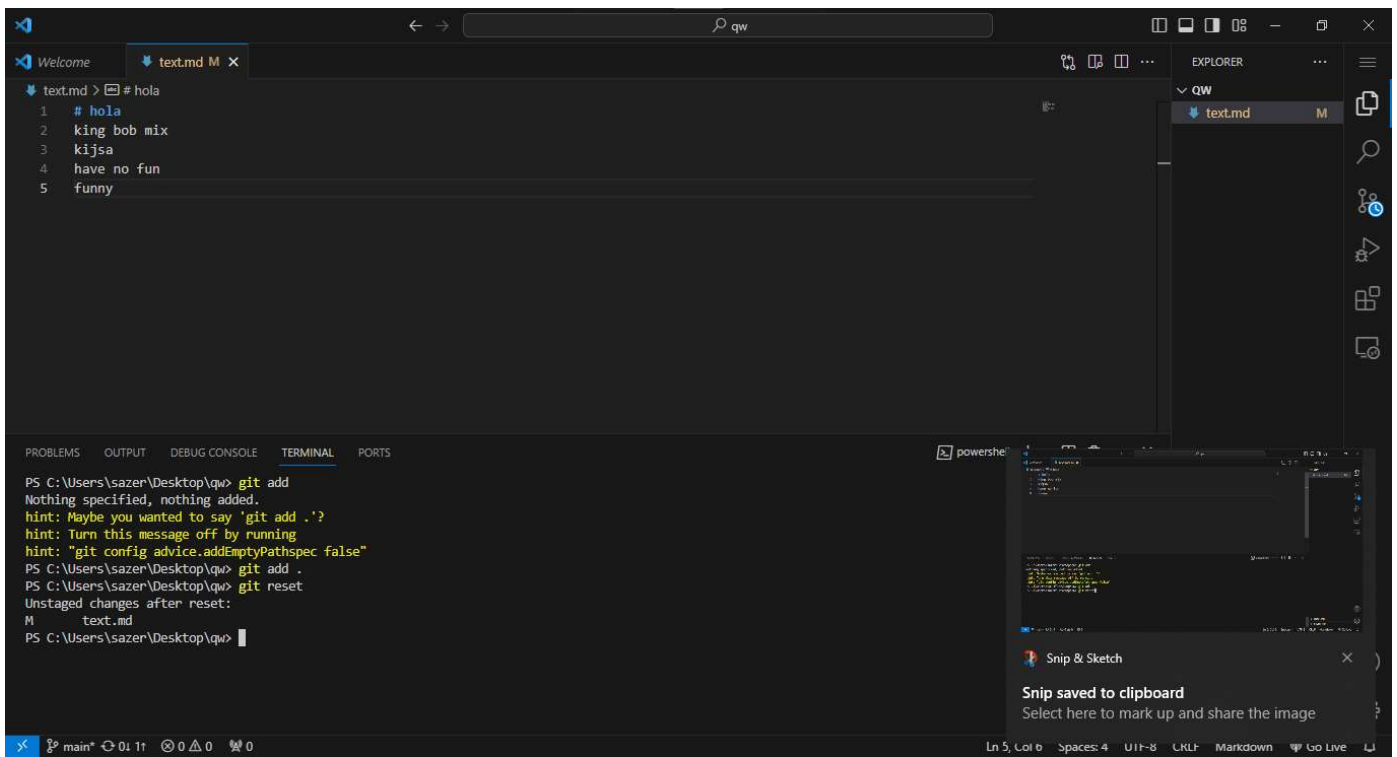 qw
Welcome
text.md M
EXPLORER
text.md > # hola
QW
text.md M
1 # hola
2 king bob mix
3 kijsa
4 have no fun
5 funny
PROBLEMS OUTPUT DEBUG CONSOLE TERMINAL PORTS
powershe
PS C:\Users\sazer\Desktop\qw> git add
Nothing specified, nothing added.
hint: Maybe you wanted to say 'git add .'?
hint: Turn this message off by running
hint: "git config advice.addEmptyPathspec false"
PS C:\Users\sazer\Desktop\qw> git add .
PS C:\Users\sazer\Desktop\qw> git reset
Unstaged changes after reset:
M text.md
PS C:\Users\sazer\Desktop\qw>
Snip & Sketch
Snip saved to clipboard
Select here to mark up and share the image
main* 0↓ 1↑ 0 0 0
Ln 5, Col 6 Spaces: 4 UTF-8 CRLF Markdown Go Live